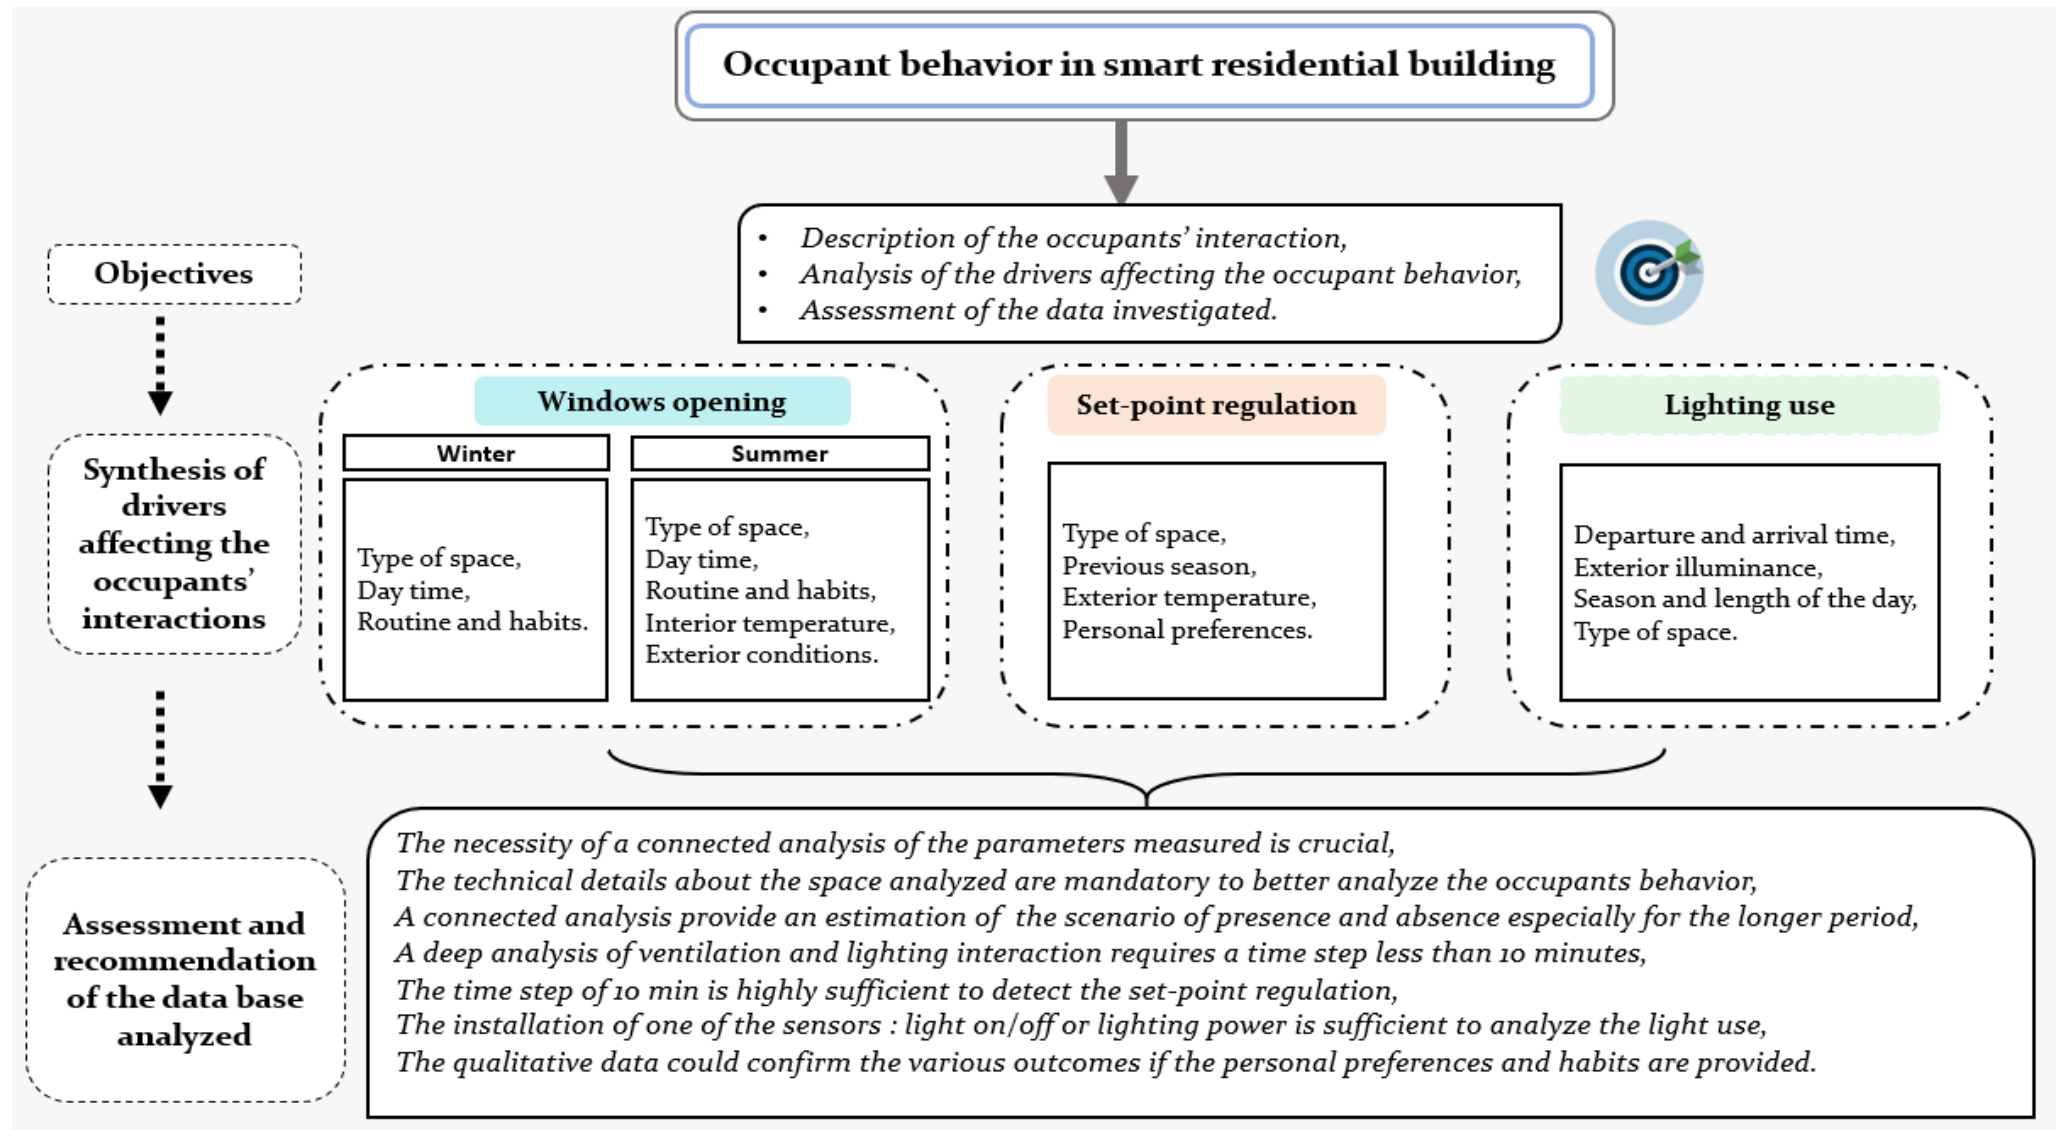 Occupant behavior in smart residential building
Objectives
• Description of the occupants' interaction,
• Analysis of the drivers affecting the occupant behavior,
• Assessment of the data investigated.
Synthesis of
drivers
affecting the
occupants'
interactions
Windows opening
Winter
Type of space,
Day time,
Routine and habits.
Summer
Type of space,
Day time,
Routine and habits,
Interior temperature,
Exterior conditions.
Set-point regulation
Type of space,
Previous season,
Exterior temperature,
Personal preferences.
Lighting use
Departure and arrival time,
Exterior illuminance,
Season and length of the day,
Type of space.
Assessment and
recommendation
of the data base
analyzed
The necessity of a connected analysis of the parameters measured is crucial,
The technical details about the space analyzed are mandatory to better analyze the occupants behavior,
A connected analysis provide an estimation of the scenario of presence and absence especially for the longer period,
A deep analysis of ventilation and lighting interaction requires a time step less than 10 minutes,
The time step of 10 min is highly sufficient to detect the set-point regulation,
The installation of one of the sensors : light on/off or lighting power is sufficient to analyze the light use,
The qualitative data could confirm the various outcomes if the personal preferences and habits are provided.